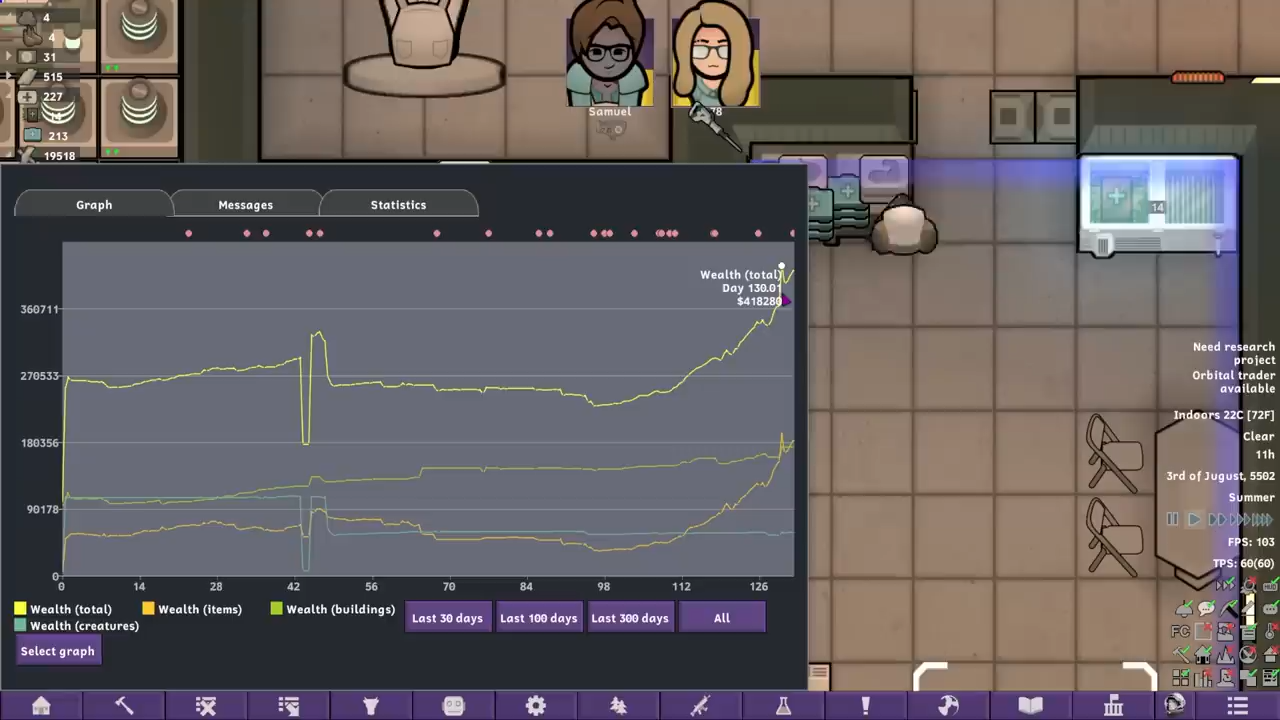 4
4
31
515
227
213
19518
Samuel
78
14
Graph
Messages
Statistics
Wealth (total)
Day 130.01
$418280
360711
270533
180356
90178
0
0
14
28
42
56
70
84
98
112
126
Wealth (total)
Wealth (items)
Wealth (buildings)
Wealth (creatures)
Last 30 days
Last 100 days
Last 300 days
All
Select graph
Need research
project
Orbital trader
available
Indoors 22C [72F]
Clear
11h
3rd of Jugust, 5502
Summer
FPS: 103
TPS: 60(60)
FC